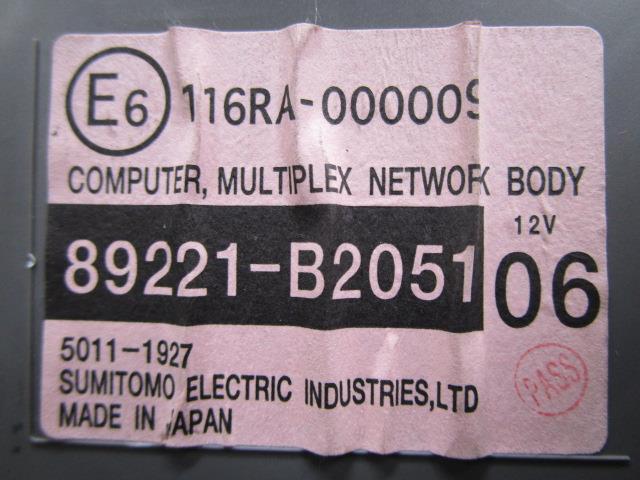 E6 116RA-000009
COMPUTER, MULTIPLEX NETWORK BODY
12V
89221-B2051 06
5011-1927
SUMITOMO ELECTRIC INDUSTRIES,LTD
MADE IN JAPAN
PASS